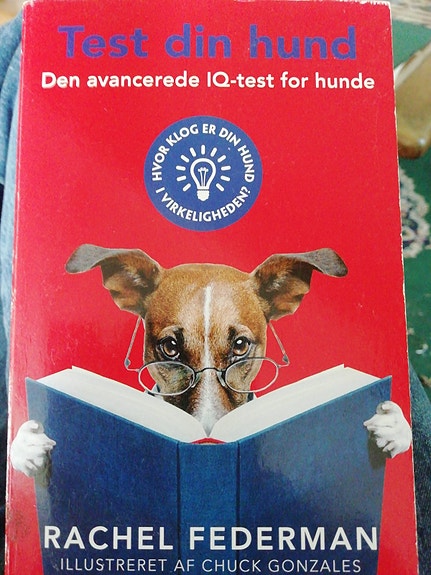 Test din hund
Den avancerede IQ-test for hunde
HVOR KLOG ER DIN HUND
I VIRKELIGHEDEN?
RACHEL FEDERMAN
ILLUSTRERET AF CHUCK GONZALES